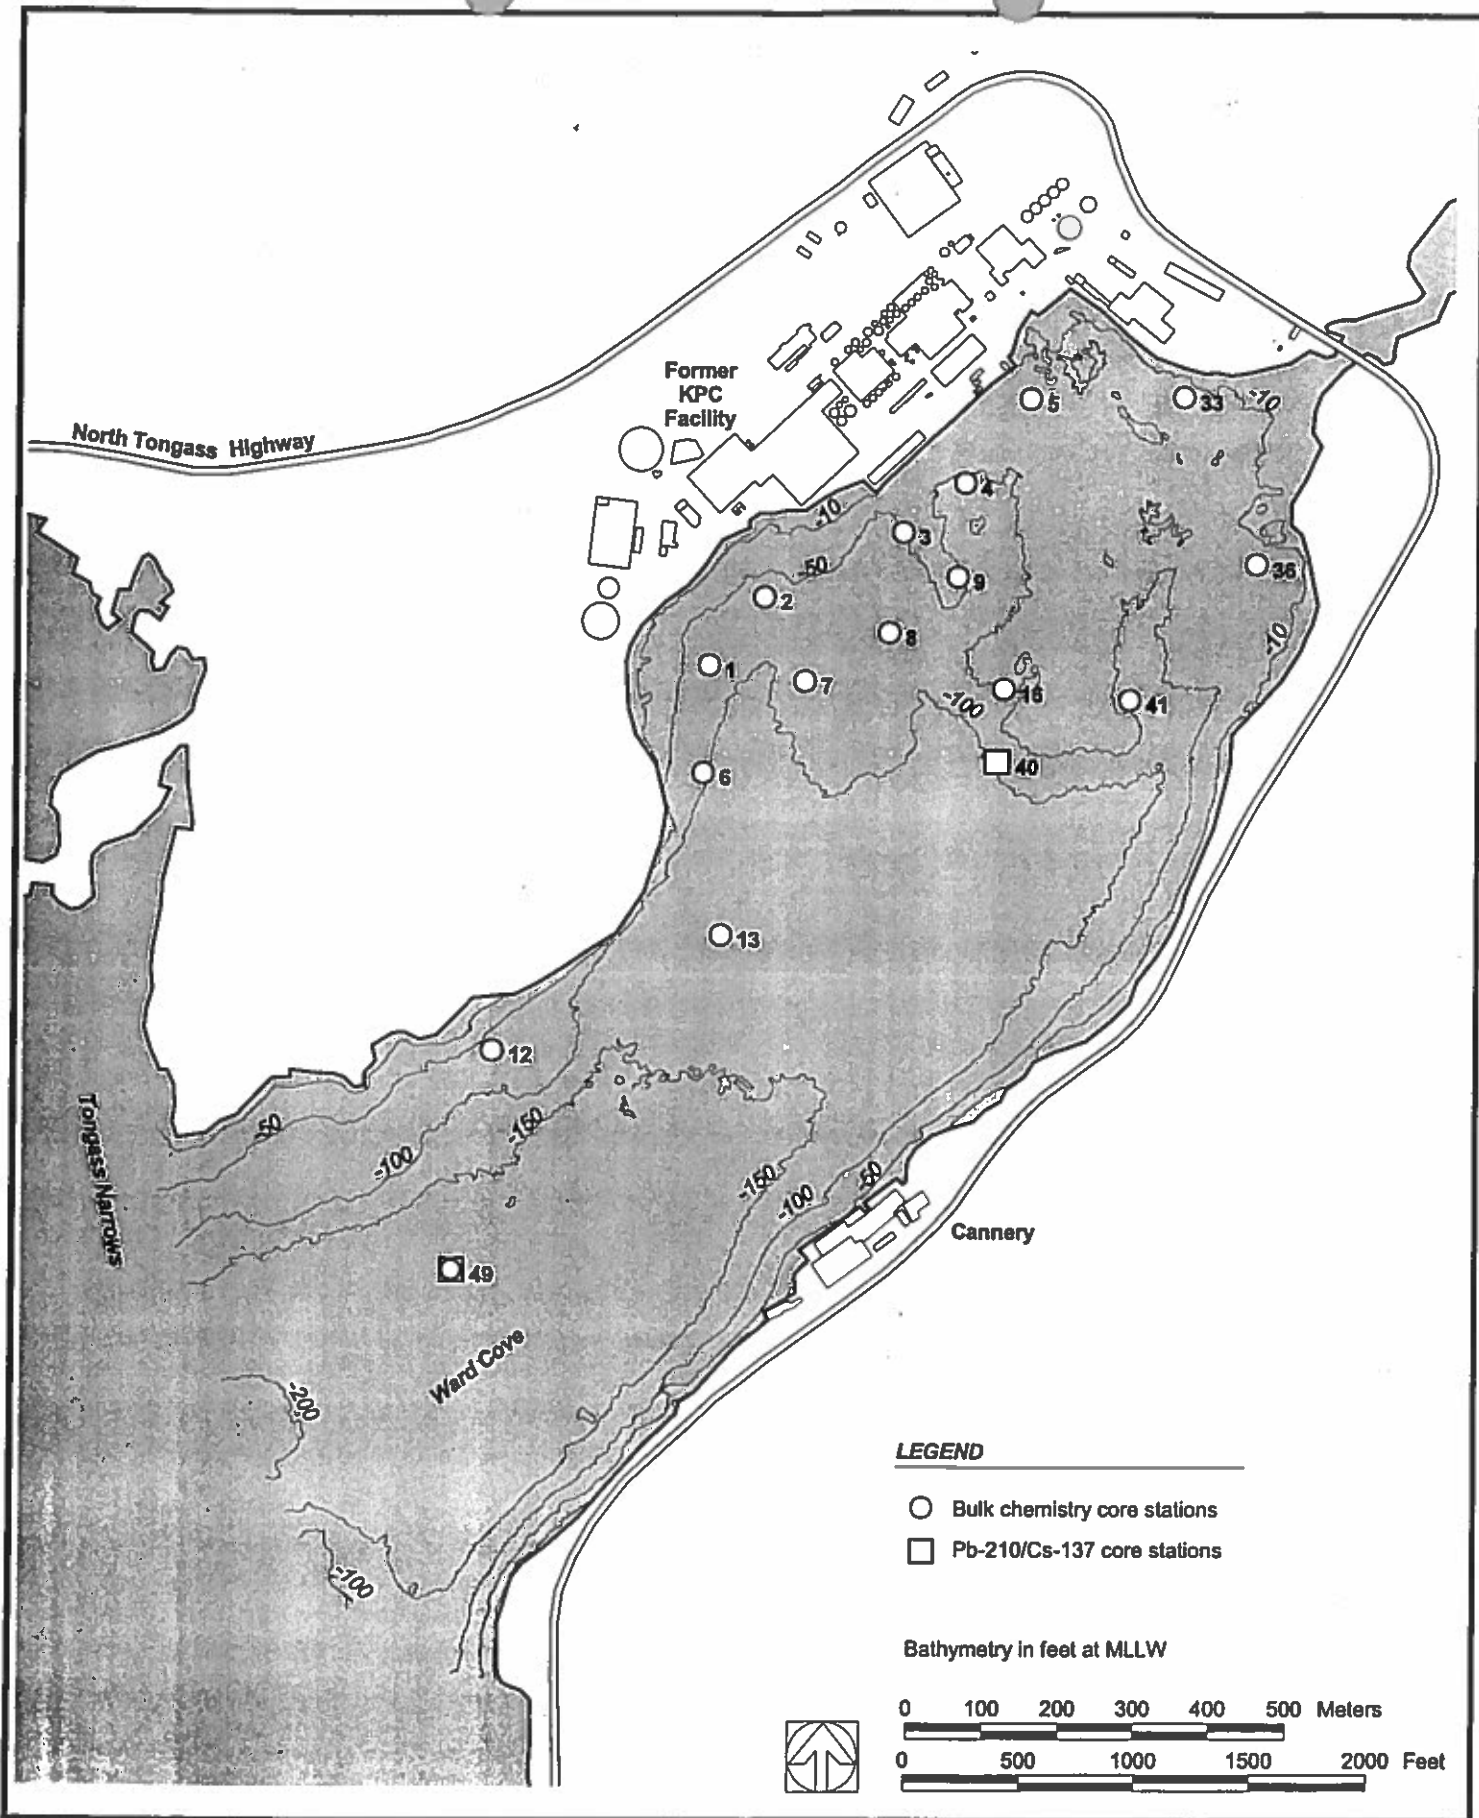 Former
KPC
Facility
North Tongass Highway
5
33
-10
4
-10
3
-50
9
36
2
8
-10
1
7
16
-100
41
40
6
13
12
-50
-150
-100
-150
-50
-100
Tongass Narrows
Cannery
49
Ward Cove
-200
-100
LEGEND
Bulk chemistry core stations
Pb-210/Cs-137 core stations
Bathymetry in feet at MLLW
0 100 200 300 400 500 Meters
0 500 1000 1500 2000 Feet